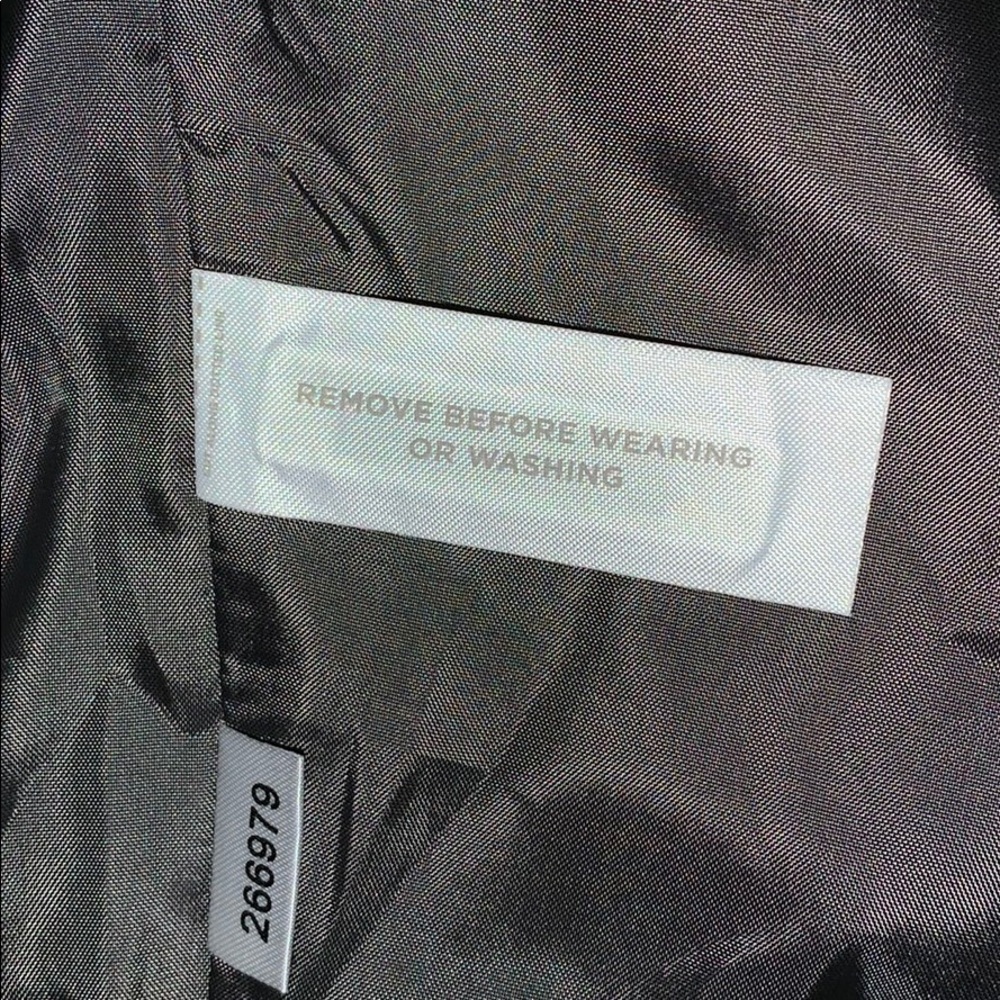 REMOVE BEFORE WEARING
OR WASHING
266979